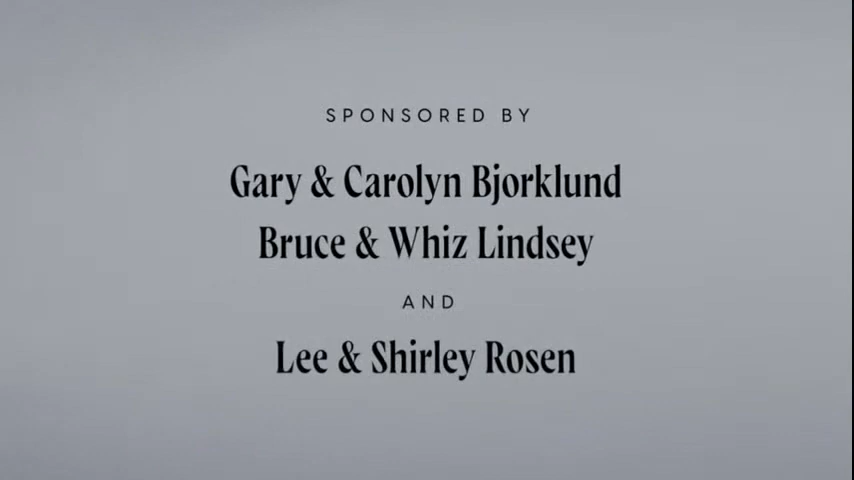 SPONSORED BY
Gary & Carolyn Bjorklund
Bruce & Whiz Lindsey
AND
Lee & Shirley Rosen